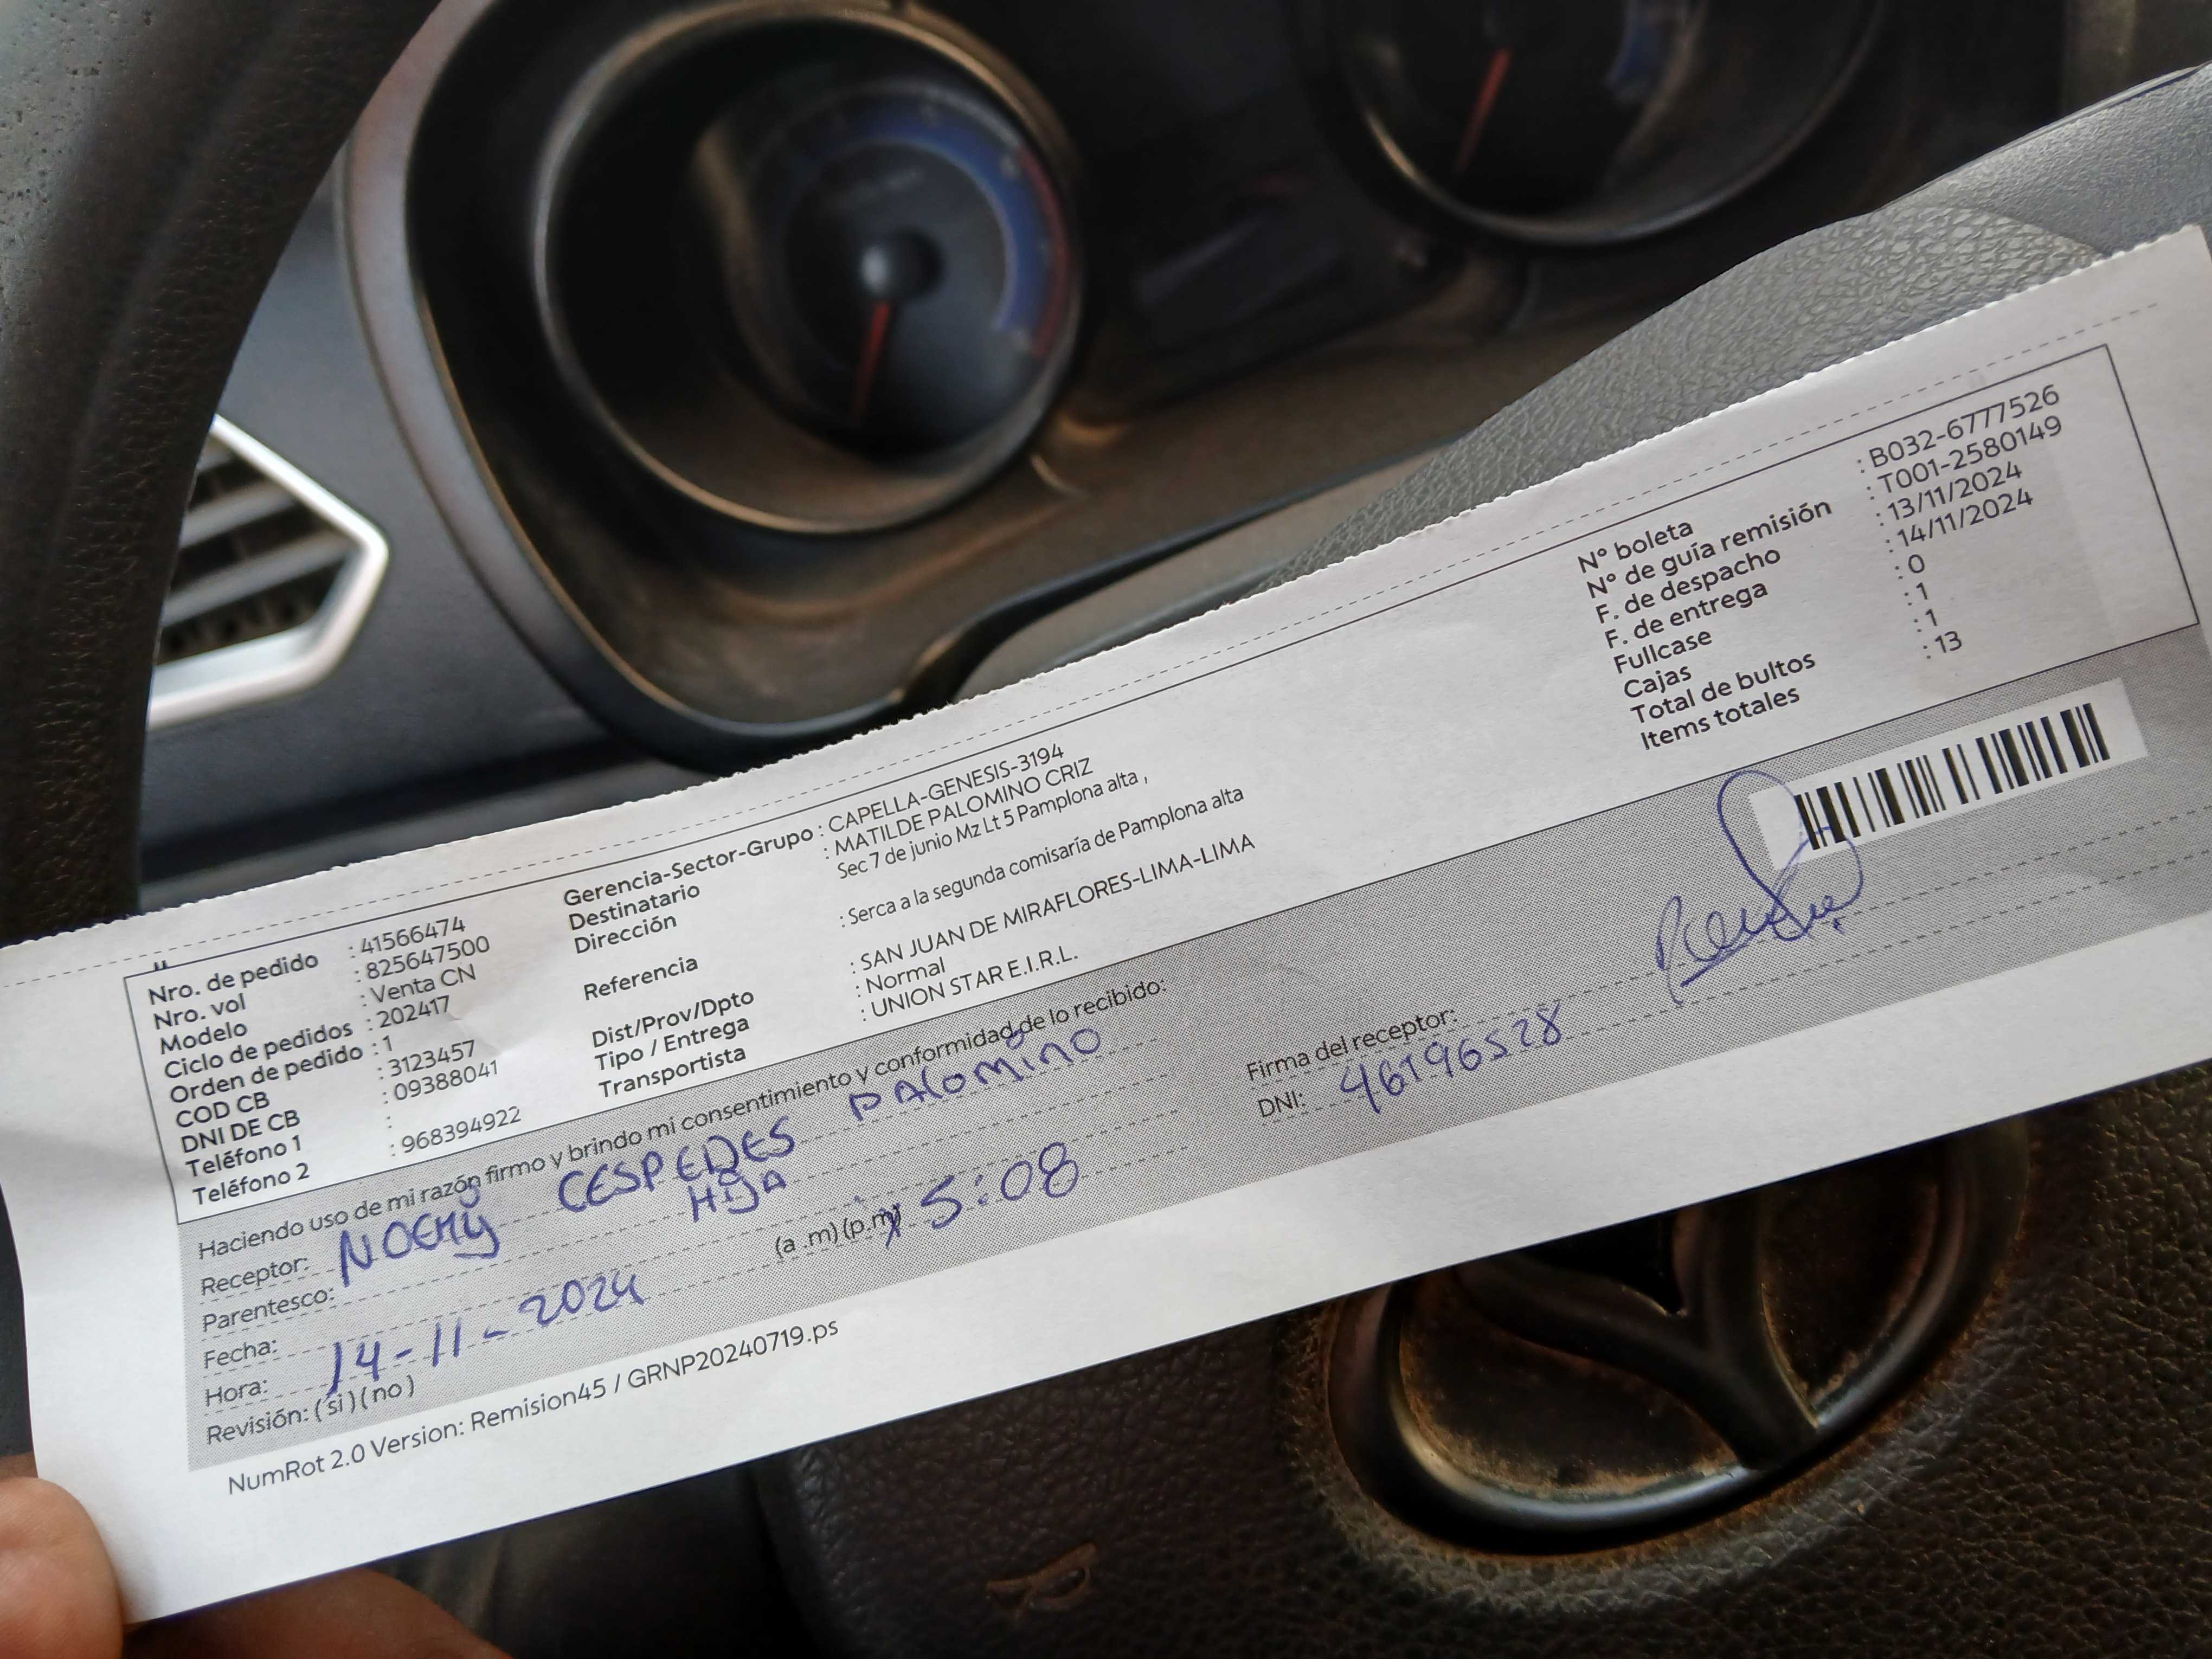 Nro. de pedido : 41566474
Nro. vol : 825647500
Modelo : Venta CN
Ciclo de pedidos : 202417
Orden de pedido : 1
COD CB : 3123457
DNI DE CB : 09388041
Teléfono 1 :
Teléfono 2 : 968394922
Gerencia-Sector-Grupo : CAPELLA-GENESIS-3194
Destinatario : MATILDE PALOMINO CRIZ
Dirección Sec 7 de junio Mz Lt 5 Pamplona alta ,
Referencia : Serca a la segunda comisaría de Pamplona alta
Dist/Prov/Dpto : SAN JUAN DE MIRAFLORES-LIMA-LIMA
Tipo / Entrega : Normal
Transportista : UNION STAR E.I.R.L.
N° boleta : B032-6777526
N° de guía remisión : T001-2580149
F. de despacho : 13/11/2024
F. de entrega : 14/11/2024
Fullcase : 0
Cajas : 1
Total de bultos : 1
Items totales : 13
Haciendo uso de mi razón firmo y brindo mi consentimiento y conformidad de lo recibido:
Receptor: NOEMÝ CESPEDES PALOMINO
Parentesco: HIJA
Fecha: 14-11-2024
Hora: (a .m) (p.m) 5:08
Revisión: (si) (no)
Firma del receptor:
DNI: 46196528
NumRot 2.0 Version: Remision45 / GRNP20240719.ps